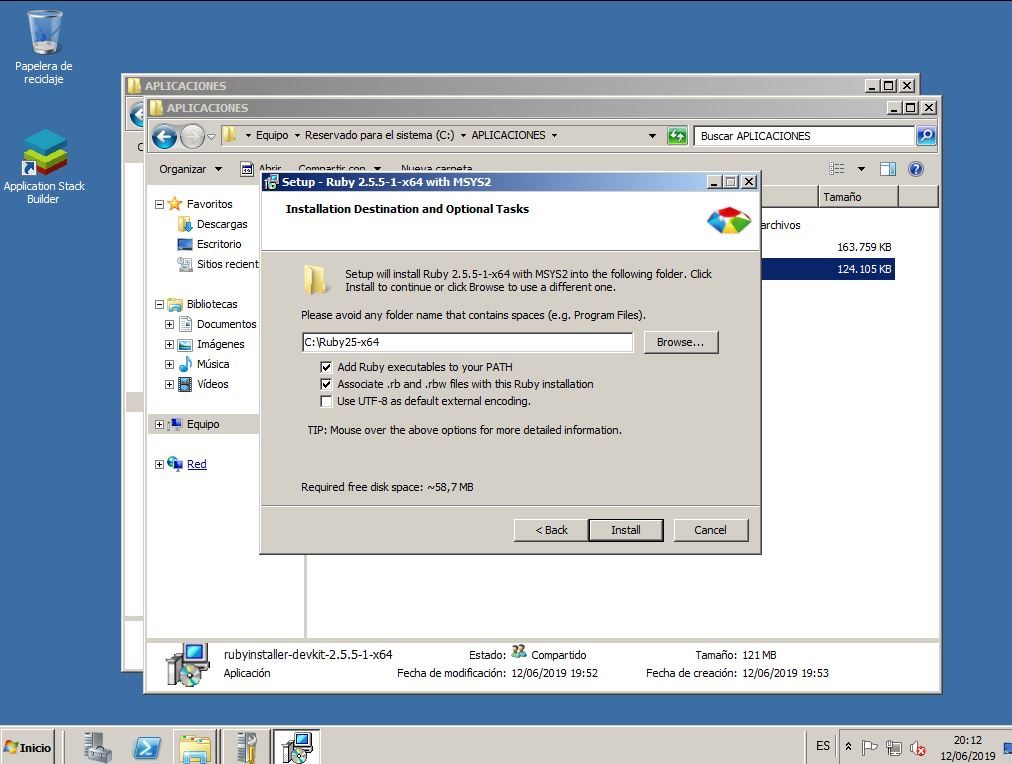 Papelera de
reciclaje
Application Stack
Builder
APLICACIONES
APLICACIONES
Equipo
Reservado para el sistema (C:)
APLICACIONES
Buscar APLICACIONES
Organizar
Abrir
Compartir con
Nueva carpeta
Favoritos
Descargas
Escritorio
Sitios recient
Bibliotecas
Documentos
Imágenes
Música
Vídeos
Equipo
Red
Tamaño
archivos
163.759 KB
124.105 KB
Setup - Ruby 2.5.5-1-x64 with MSYS2
Installation Destination and Optional Tasks
Setup will install Ruby 2.5.5-1-x64 with MSYS2 into the following folder. Click
Install to continue or click Browse to use a different one.
Please avoid any folder name that contains spaces (e.g. Program Files).
C:\Ruby25-x64
Browse...
Add Ruby executables to your PATH
Associate .rb and .rbw files with this Ruby installation
Use UTF-8 as default external encoding.
TIP: Mouse over the above options for more detailed information.
Required free disk space: ~58,7 MB
< Back
Install
Cancel
rubyinstaller-devkit-2.5.5-1-x64
Estado: Compartido
Tamaño: 121 MB
Aplicación
Fecha de modificación: 12/06/2019 19:52
Fecha de creación: 12/06/2019 19:53
Inicio
ES
20:12
12/06/2019